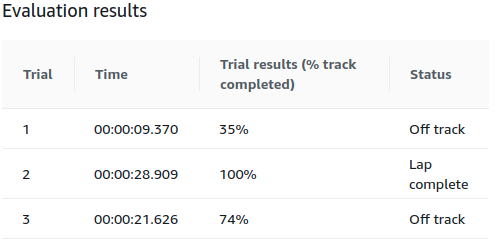 Evaluation results
Trial Time Trial results (% track completed) Status
1 00:00:09.370 35% Off track
2 00:00:28.909 100% Lap complete
3 00:00:21.626 74% Off track